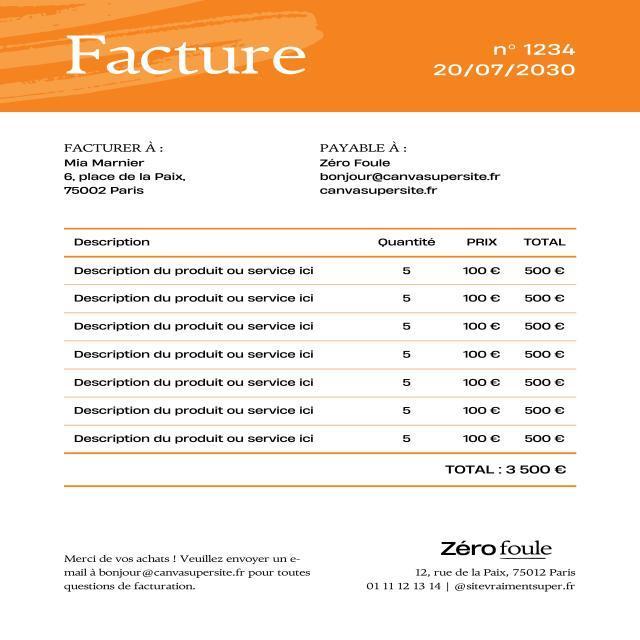 Facture
n° 1234
20/07/2030
FACTURER À :
Mia Marnier
6, place de la Paix,
75002 Paris
PAYABLE À :
Zéro Foule
bonjour@canvasupersite.fr
canvasupersite.fr
Description Quantité PRIX TOTAL
Description du produit ou service ici 5 100 € 500 €
Description du produit ou service ici 5 100 € 500 €
Description du produit ou service ici 5 100 € 500 €
Description du produit ou service ici 5 100 € 500 €
Description du produit ou service ici 5 100 € 500 €
Description du produit ou service ici 5 100 € 500 €
Description du produit ou service ici 5 100 € 500 €
TOTAL : 3 500 €
Merci de vos achats ! Veuillez envoyer un e-
mail à bonjour@canvasupersite.fr pour toutes
questions de facturation.
Zéro foule
12, rue de la Paix, 75012 Paris
01 11 12 13 14 | @sitevraimentsuper.fr